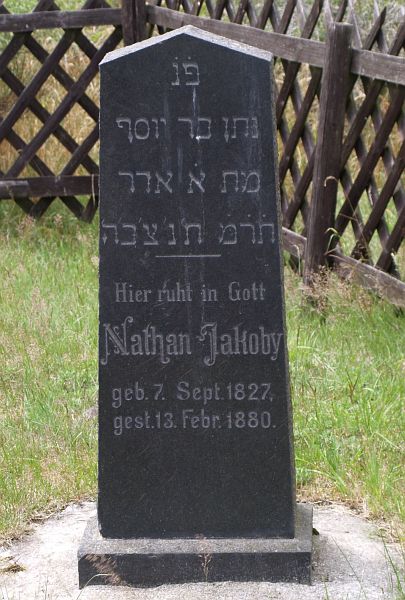 פנ
נתן בר יוסף
מת א אדר
תרמ ת'נ'צ'ב'ה
Hier ruht in Gott
Nathan Jakoby
geb. 7. Sept. 1827,
gest. 13. Febr. 1880.